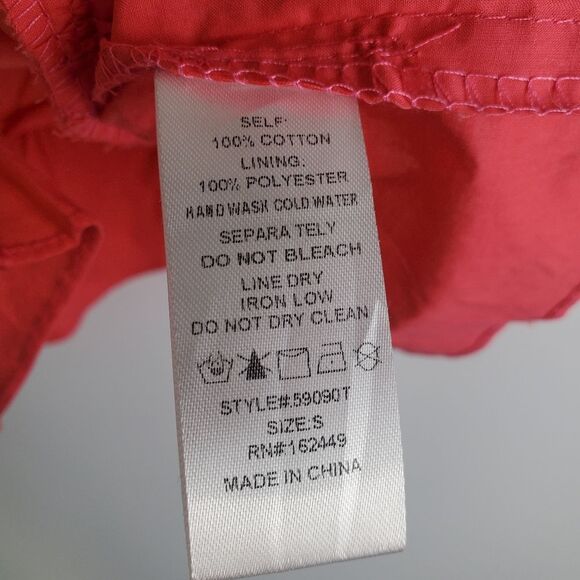 SELF:
100% COTTON
LINING:
100% POLYESTER
HAND WASK COLD WATER
SEPARA TELY
DO NOT BLEACH
LINE DRY
IRON LOW
DO NOT DRY CLEAN
STYLE#:59090T
SIZE:S
RN#162449
MADE IN CHINA